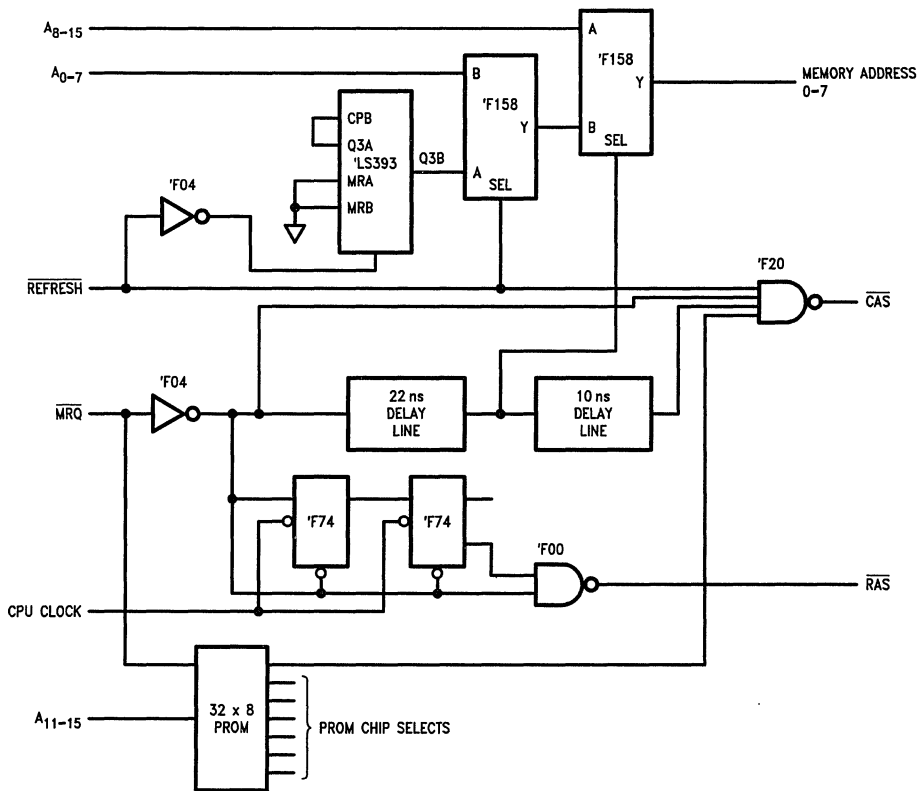 A8-15
A0-7
A
'F158
Y
B
SEL
MEMORY ADDRESS
0-7
B
'F158
Y
A
SEL
CPB
Q3A
'LS393
MRA
MRB
Q3B
'F04
REFRESH
'F20
CAS
'F04
MRQ
22 ns
DELAY
LINE
10 ns
DELAY
LINE
'F74
'F74
'F00
RAS
CPU CLOCK
32 x 8
PROM
A11-15
PROM CHIP SELECTS